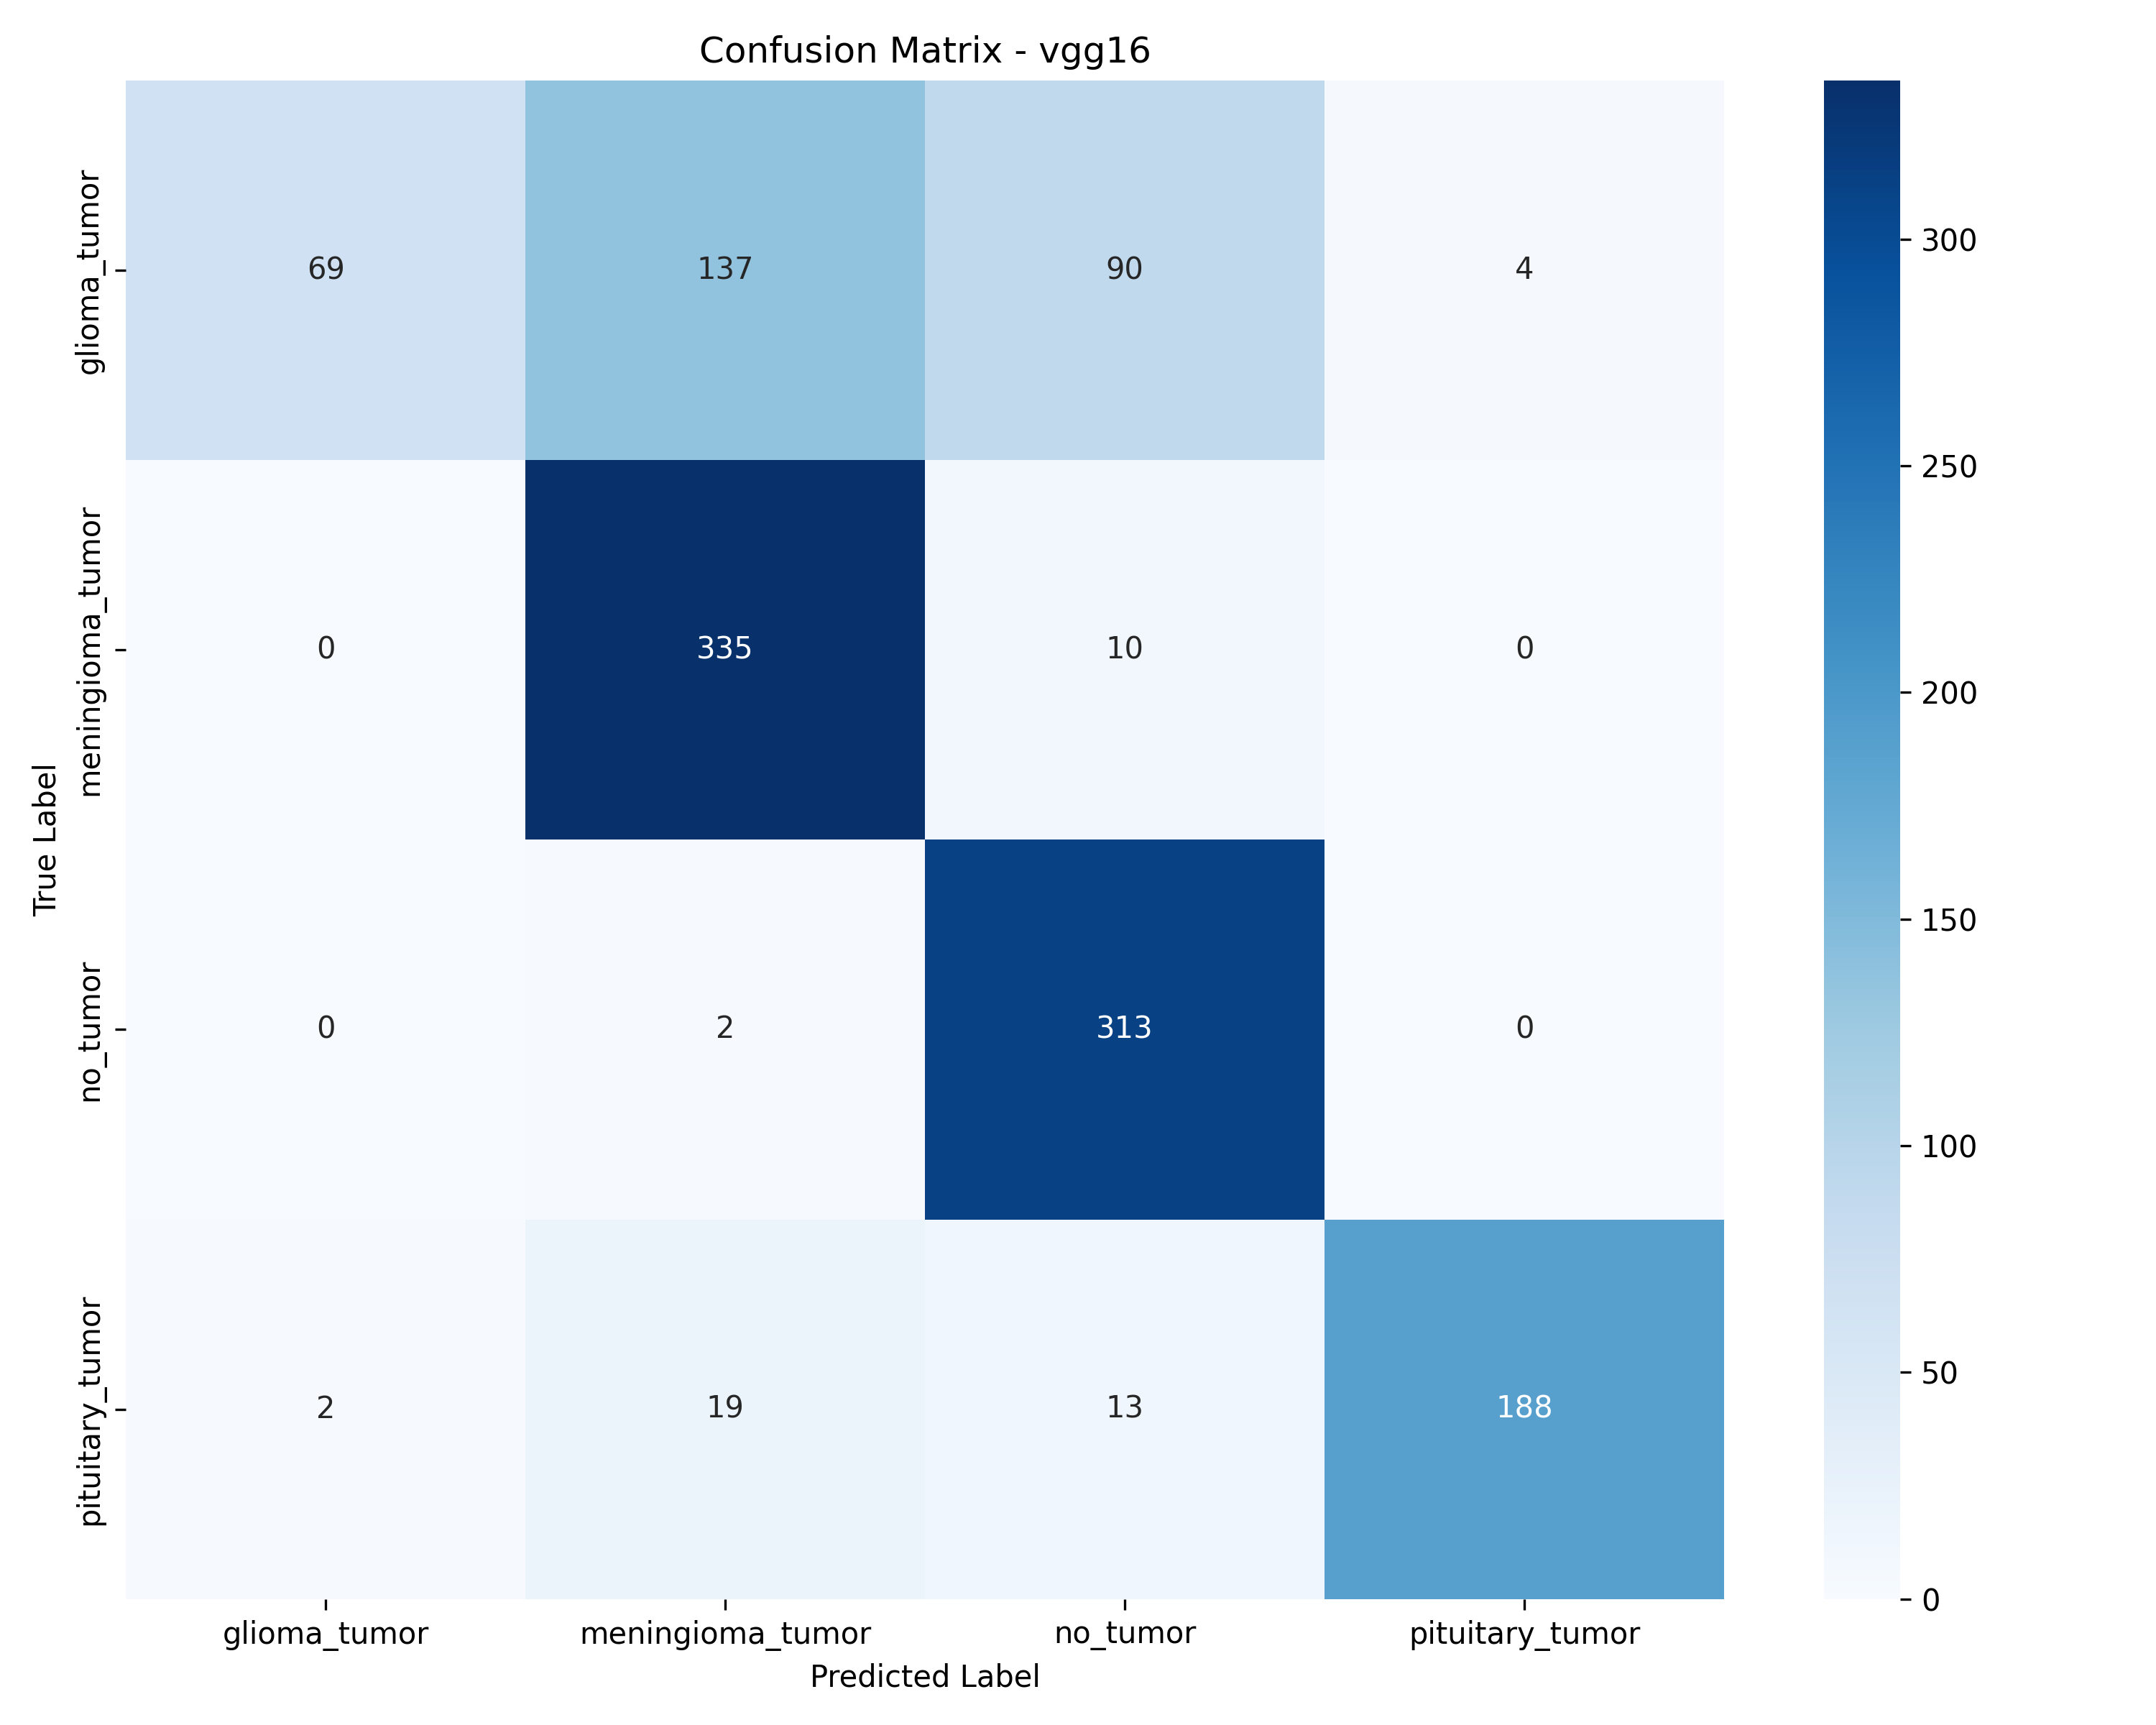 Confusion Matrix - vgg16
True Label
glioma_tumor
69 137 90 4
meningioma_tumor
0 335 10 0
no_tumor
0 2 313 0
pituitary_tumor
2 19 13 188
glioma_tumor meningioma_tumor no_tumor pituitary_tumor
Predicted Label
300
250
200
150
100
50
0